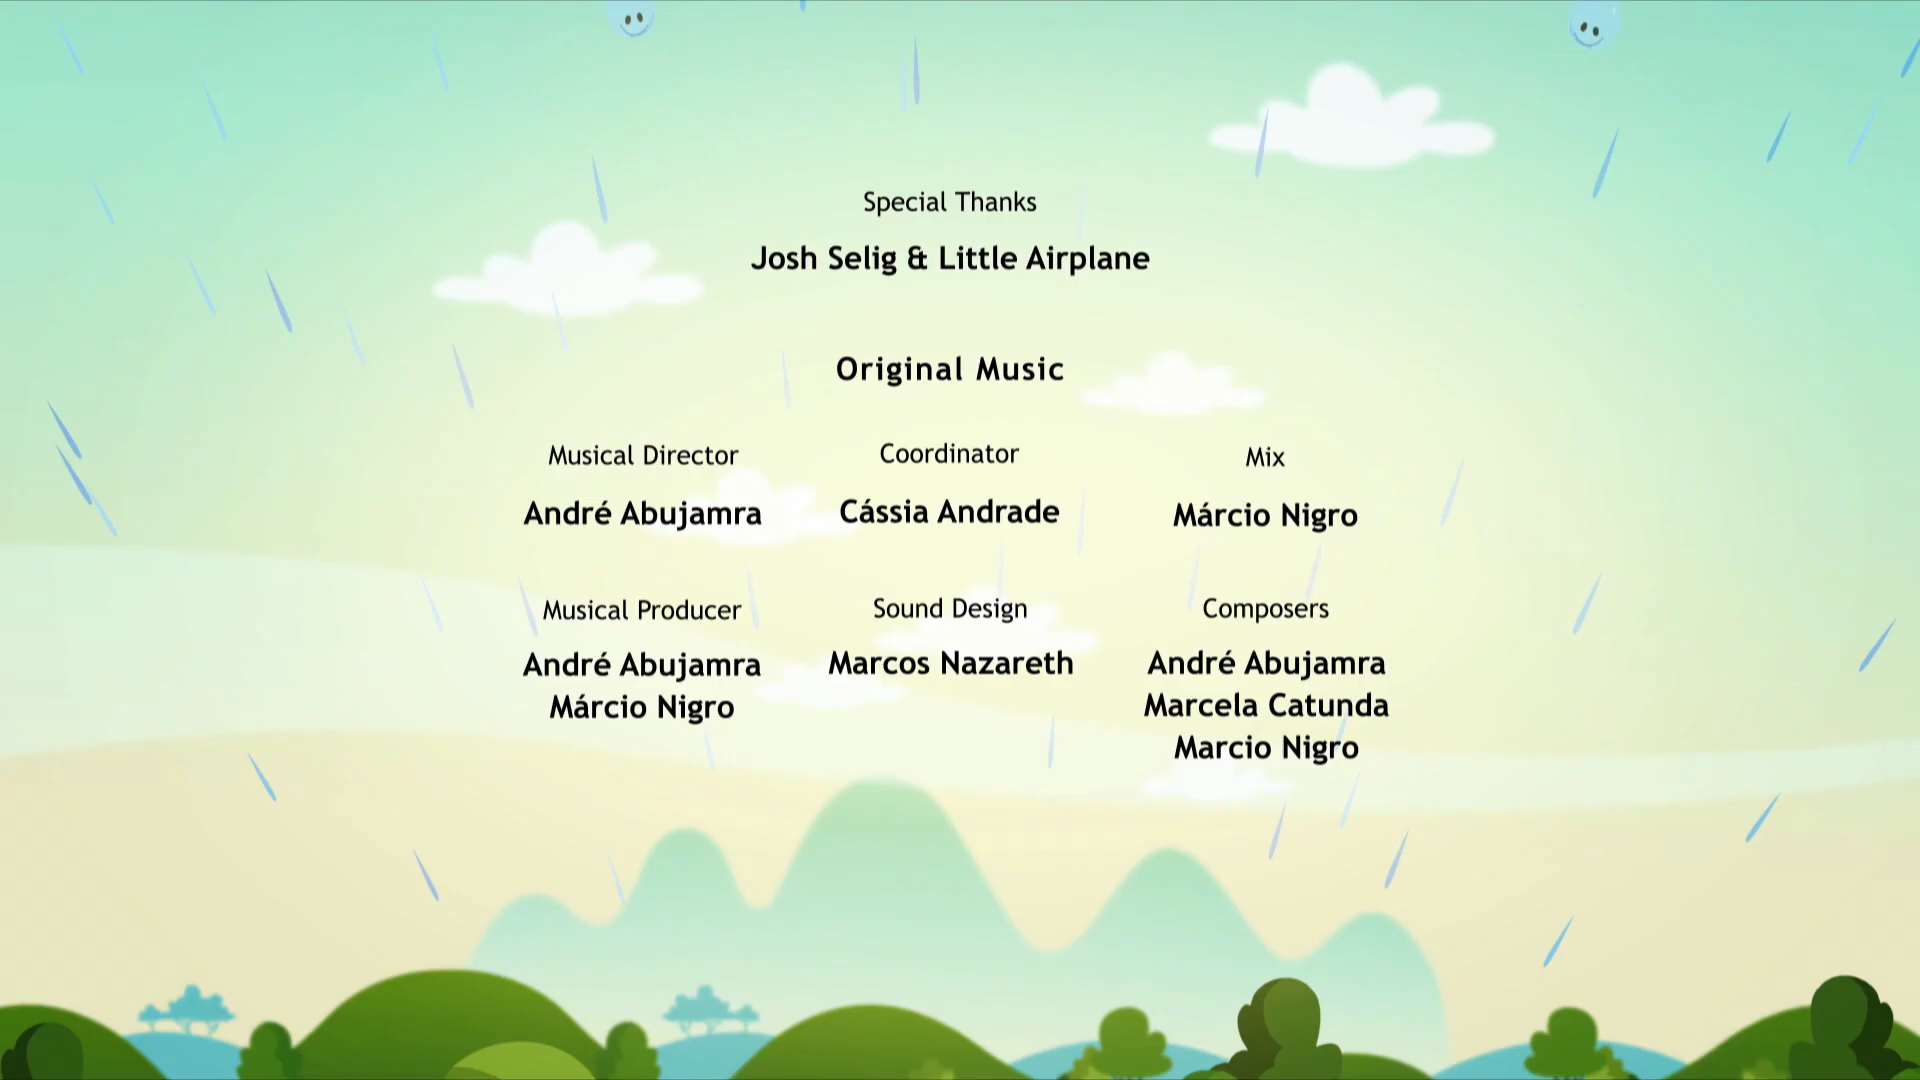 Special Thanks
Josh Selig & Little Airplane
Original Music
Musical Director
André Abujamra
Coordinator
Cássia Andrade
Mix
Márcio Nigro
Musical Producer
André Abujamra
Márcio Nigro
Sound Design
Marcos Nazareth
Composers
André Abujamra
Marcela Catunda
Marcio Nigro